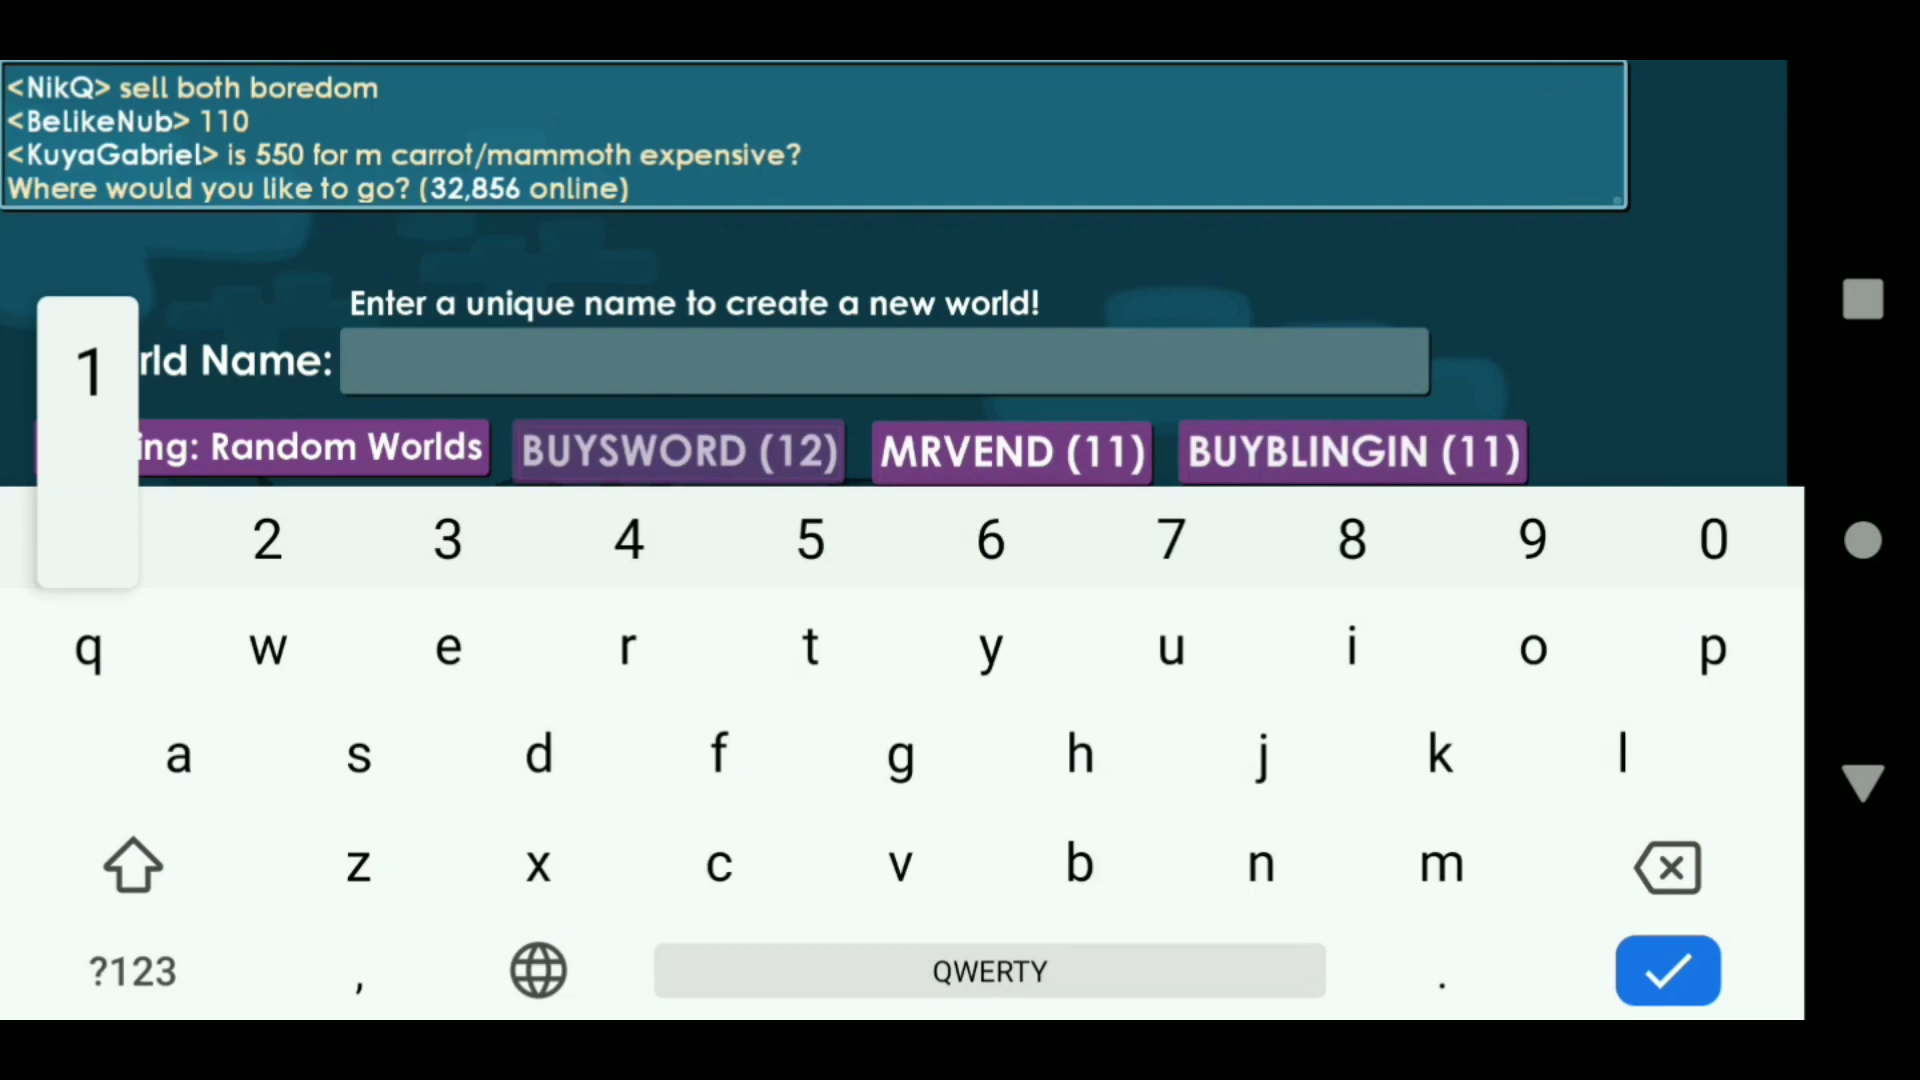 <NikQ> sell both boredom
<BelikeNub> 110
<KuyaGabriel> is 550 for m carrot/mammoth expensive?
Where would you like to go? (32,856 online)
Enter a unique name to create a new world!
rld Name:
ing: Random Worlds BUYSWORD (12) MRVEND (11) BUYBLINGIN (11)
1 2 3 4 5 6 7 8 9 0
q w e r t y u i o p
a s d f g h j k l
z x c v b n m
?123 , QWERTY .